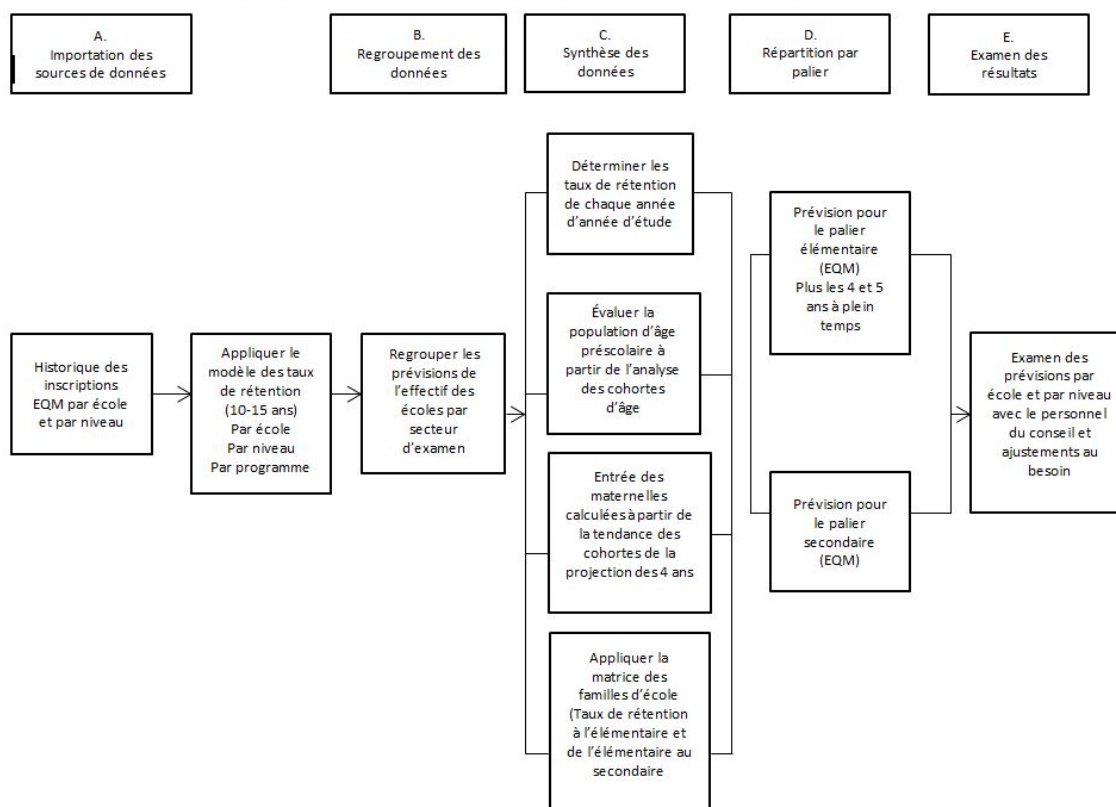 A.
Importation des
sources de données
B.
Regroupement des
données
C.
Synthèse des
données
D.
Répartition par
palier
E.
Examen des
résultats
Historique des
inscriptions
EQM par école
et par niveau
Appliquer le
modèle des taux
de rétention
(10-15 ans)
Par école
Par niveau
Par programme
Regrouper les
prévisions de
l'effectif des
écoles par
secteur
d'examen
Déterminer les
taux de rétention
de chaque année
d'année d'étude
Évaluer la
population d'âge
préscolaire à
partir de l'analyse
des cohortes
d'âge
Entrée des
maternelles
calculées à partir de
la tendance des
cohortes de la
projection des 4 ans
Appliquer la
matrice des
familles d'école
(Taux de rétention
à l'élémentaire et
de l'élémentaire au
secondaire
Prévision pour
le palier
élémentaire
(EQM)
Plus les 4 et 5
ans à plein
temps
Prévision pour
le palier
secondaire
(EQM)
Examen des
prévisions par
école et par niveau
avec le personnel
du conseil et
ajustements au
besoin